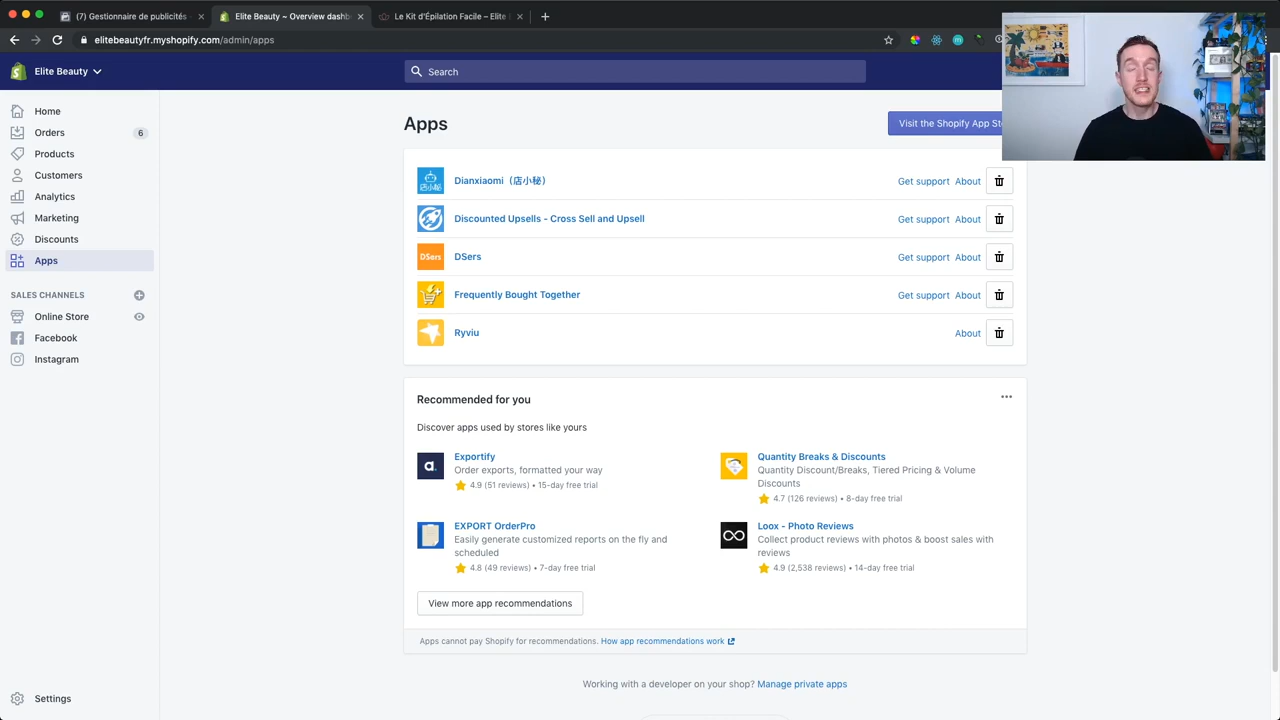 (7) Gestionnaire de publicités
Elite Beauty ~ Overview dashb
Le Kit d'Épilation Facile – Elite
elitebeautyfr.myshopify.com/admin/apps
Elite Beauty
Search
Home
Orders
6
Products
Customers
Analytics
Marketing
Discounts
Apps
SALES CHANNELS
Online Store
Facebook
Instagram
Settings
Apps
Visit the Shopify App Sto
Dianxiaomi（店小秘）
Get support About
Discounted Upsells - Cross Sell and Upsell
Get support About
DSers
DSers
Get support About
Frequently Bought Together
Get support About
Ryviu
About
Recommended for you
Discover apps used by stores like yours
Exportify
Order exports, formatted your way
4.9 (51 reviews) • 15-day free trial
Quantity Breaks & Discounts
Quantity Discount/Breaks, Tiered Pricing & Volume
Discounts
4.7 (126 reviews) • 8-day free trial
EXPORT OrderPro
Easily generate customized reports on the fly and
scheduled
4.8 (49 reviews) • 7-day free trial
Loox - Photo Reviews
Collect product reviews with photos & boost sales with
reviews
4.9 (2,538 reviews) • 14-day free trial
View more app recommendations
Apps cannot pay Shopify for recommendations. How app recommendations work
Working with a developer on your shop? Manage private apps